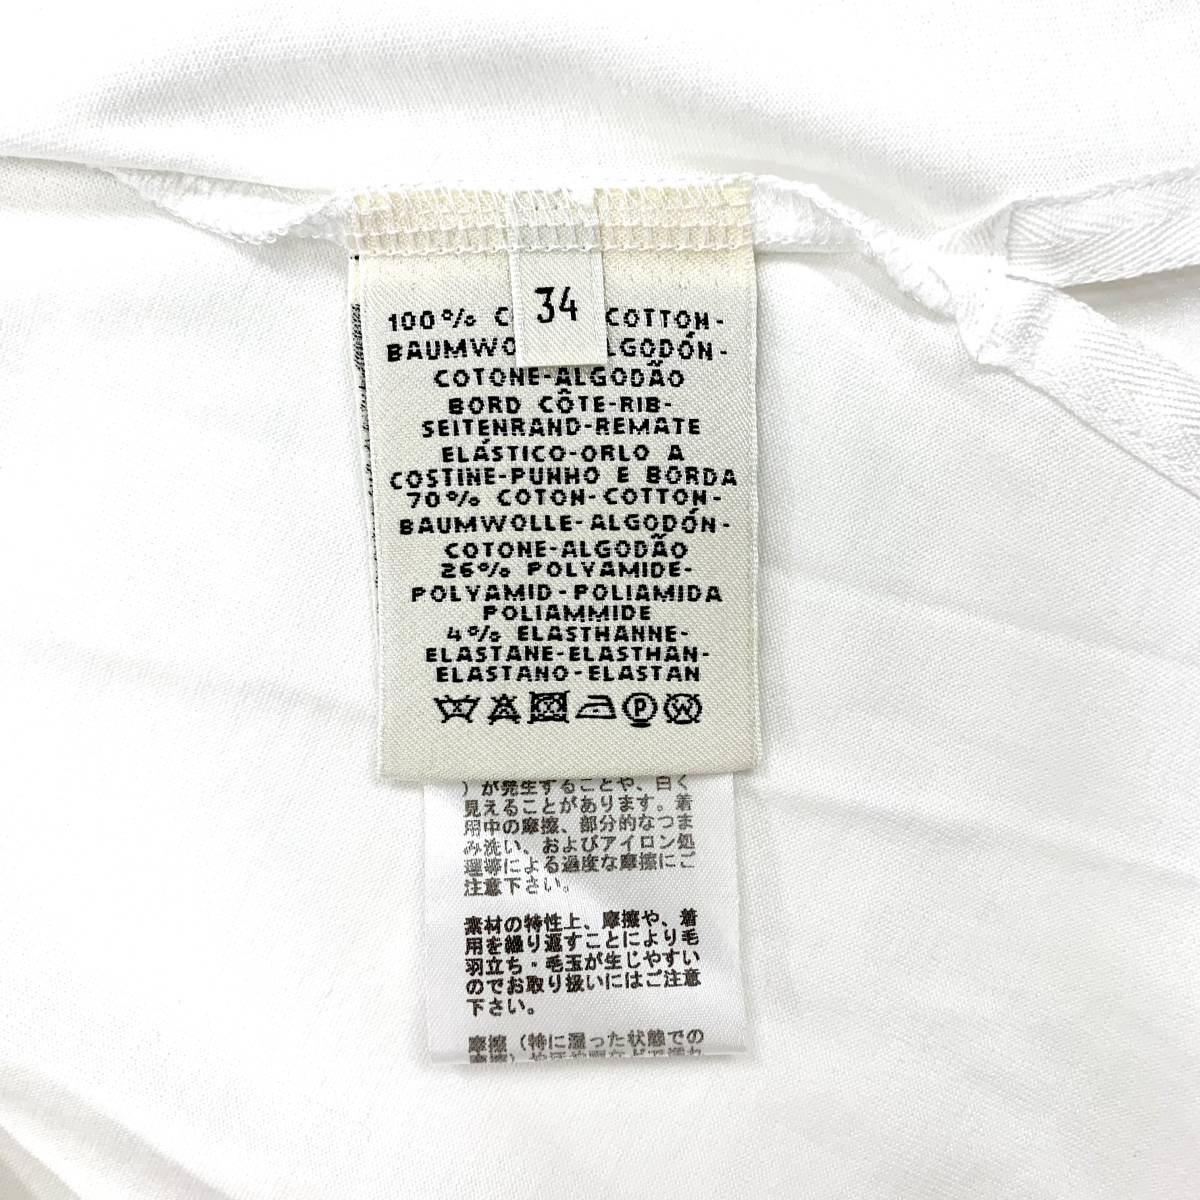 34
100% COTTON-
ALGODÓN-
COTONE-ALGODÃO
BORD CÔTE-RIB-
SEITENRAND-REMATE
ELÁSTICO-ORLO A
COSTINE-PUNHO E BORDA
70% COTON-COTTON-
BAUMWOLLE-ALGODÓN-
COTONE-ALGODÃO
26% POLYAMIDE-
POLYAMID-POLIAMIDA
POLIAMMIDE
4% ELASTHANNE-
ELASTANE-ELASTHAN-
ELASTANO-ELASTAN
P W
)が発生することや、白く
見えることがあります。着
用中の摩擦、部分的なつま
み洗い、およびアイロン処
理等による過度な摩擦にご
注意下さい。
素材の特性上、摩擦や、着
用を繰り返すことにより毛
羽立ち・毛玉が生じやすい
のでお取り扱いにはご注意
下さい。
摩擦(特に湿った状態での